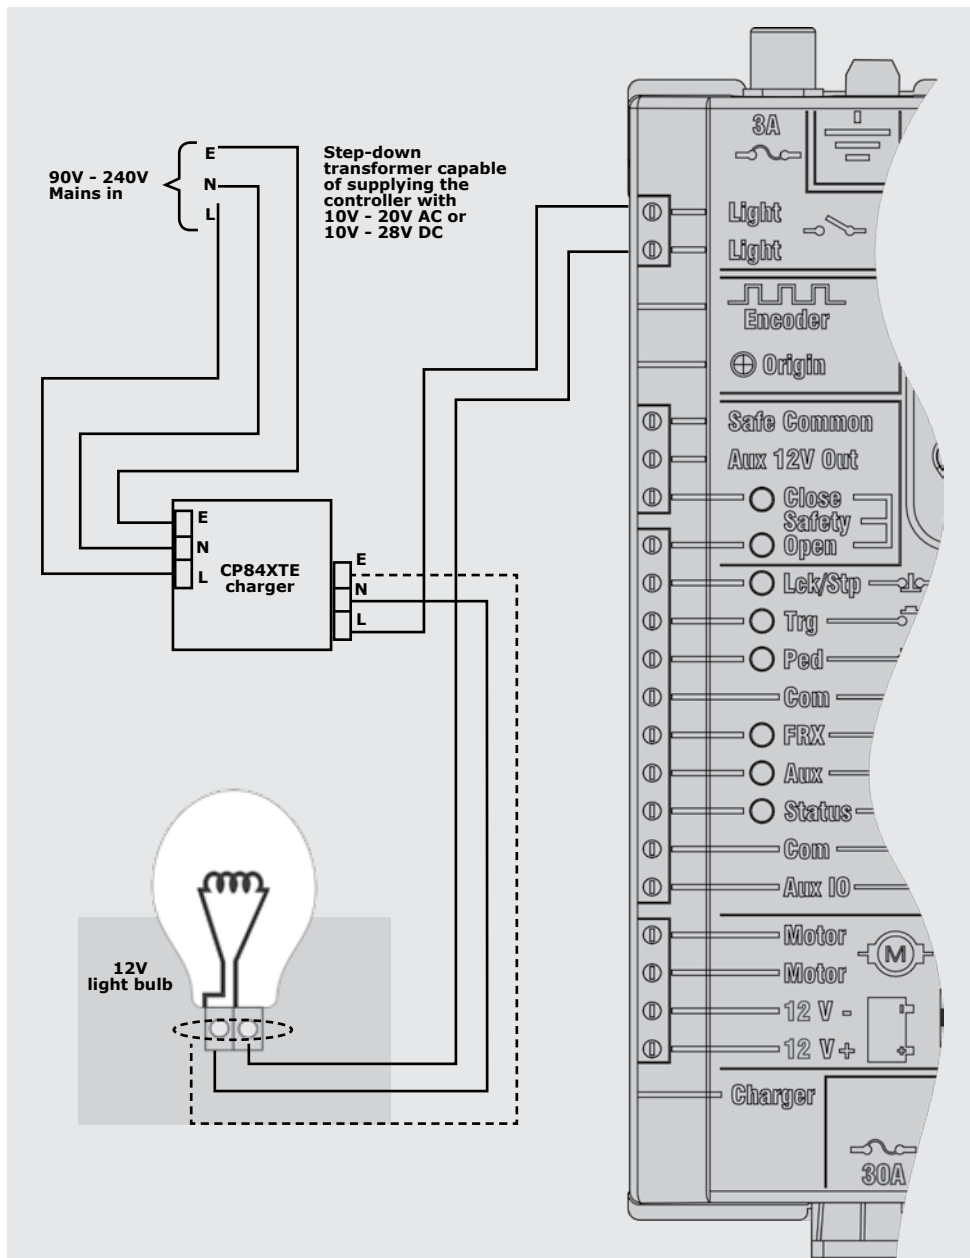 90V - 240V
Mains in
E
N
L
Step-down
transformer capable
of supplying the
controller with
10V - 20V AC or
10V - 28V DC
E
N
L
CP84XTE
charger
E
N
L
12V
light bulb
3A
Light
Light
Encoder
Origin
Safe Common
Aux 12V Out
Close
Safety
Open
Lck/Stp
Trg
Ped
Com
FRX
Aux
Status
Com
Aux IO
Motor
M
Motor
12 V -
12 V +
Charger
30A